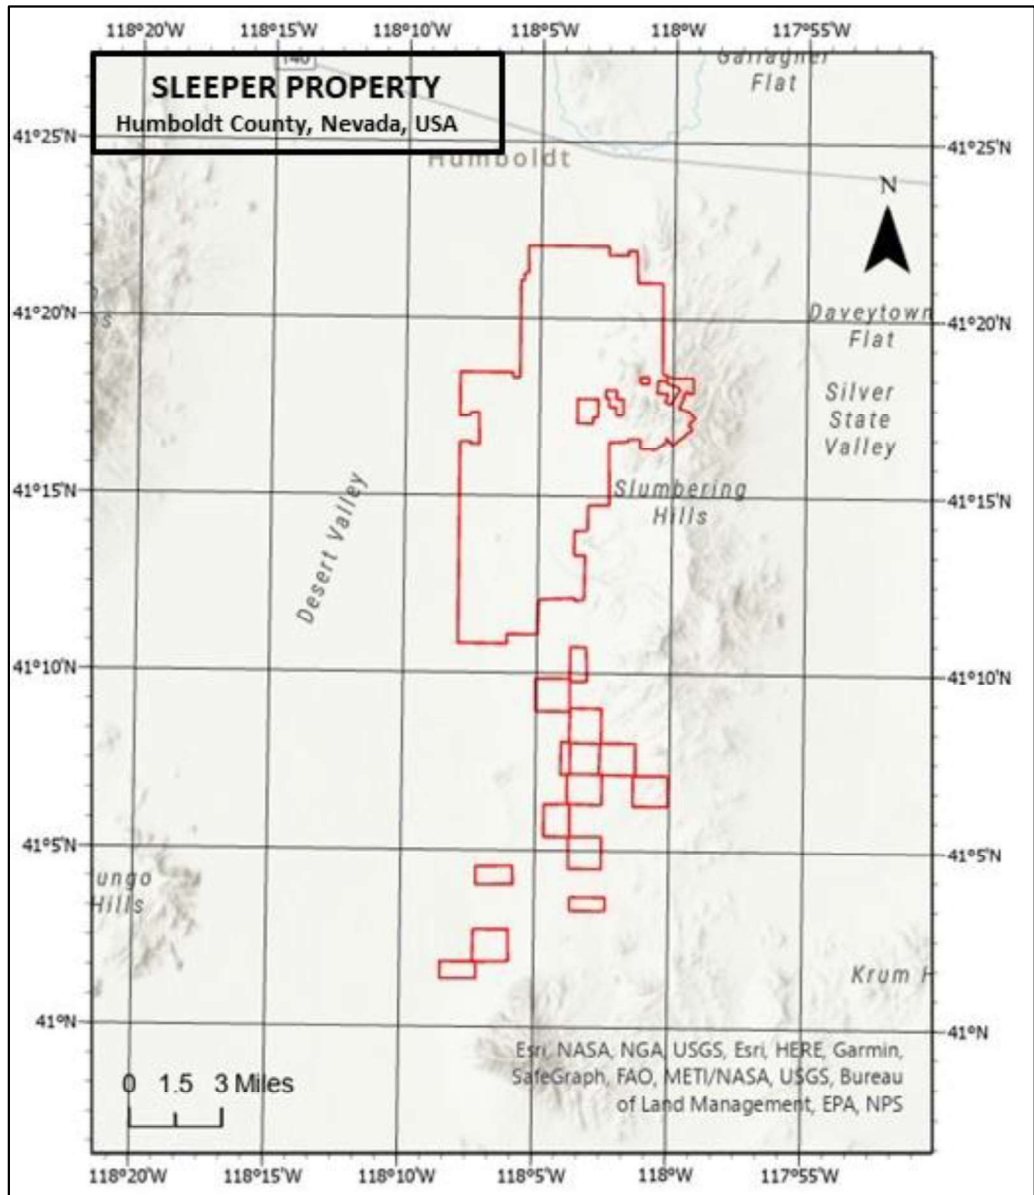 118°20'W 118°15'W 118°10'W 118°5'W 118°W 117°55'W
140
SLEEPER PROPERTY
Humboldt County, Nevada, USA
Gallagher
Flat
41°25'N
41°25'N
Humboldt
N
41°20'N
41°20'N
Daveytown
Flat
Silver
State
Valley
41°15'N
41°15'N
Slumbering
Hills
Desert Valley
41°10'N
41°10'N
41°5'N
41°5'N
ungo
Hills
Krum H
41°N
41°N
Esri, NASA, NGA, USGS, Esri, HERE, Garmin,
SafeGraph, FAO, METI/NASA, USGS, Bureau
of Land Management, EPA, NPS
0 1.5 3 Miles
118°20'W 118°15'W 118°10'W 118°5'W 118°W 117°55'W